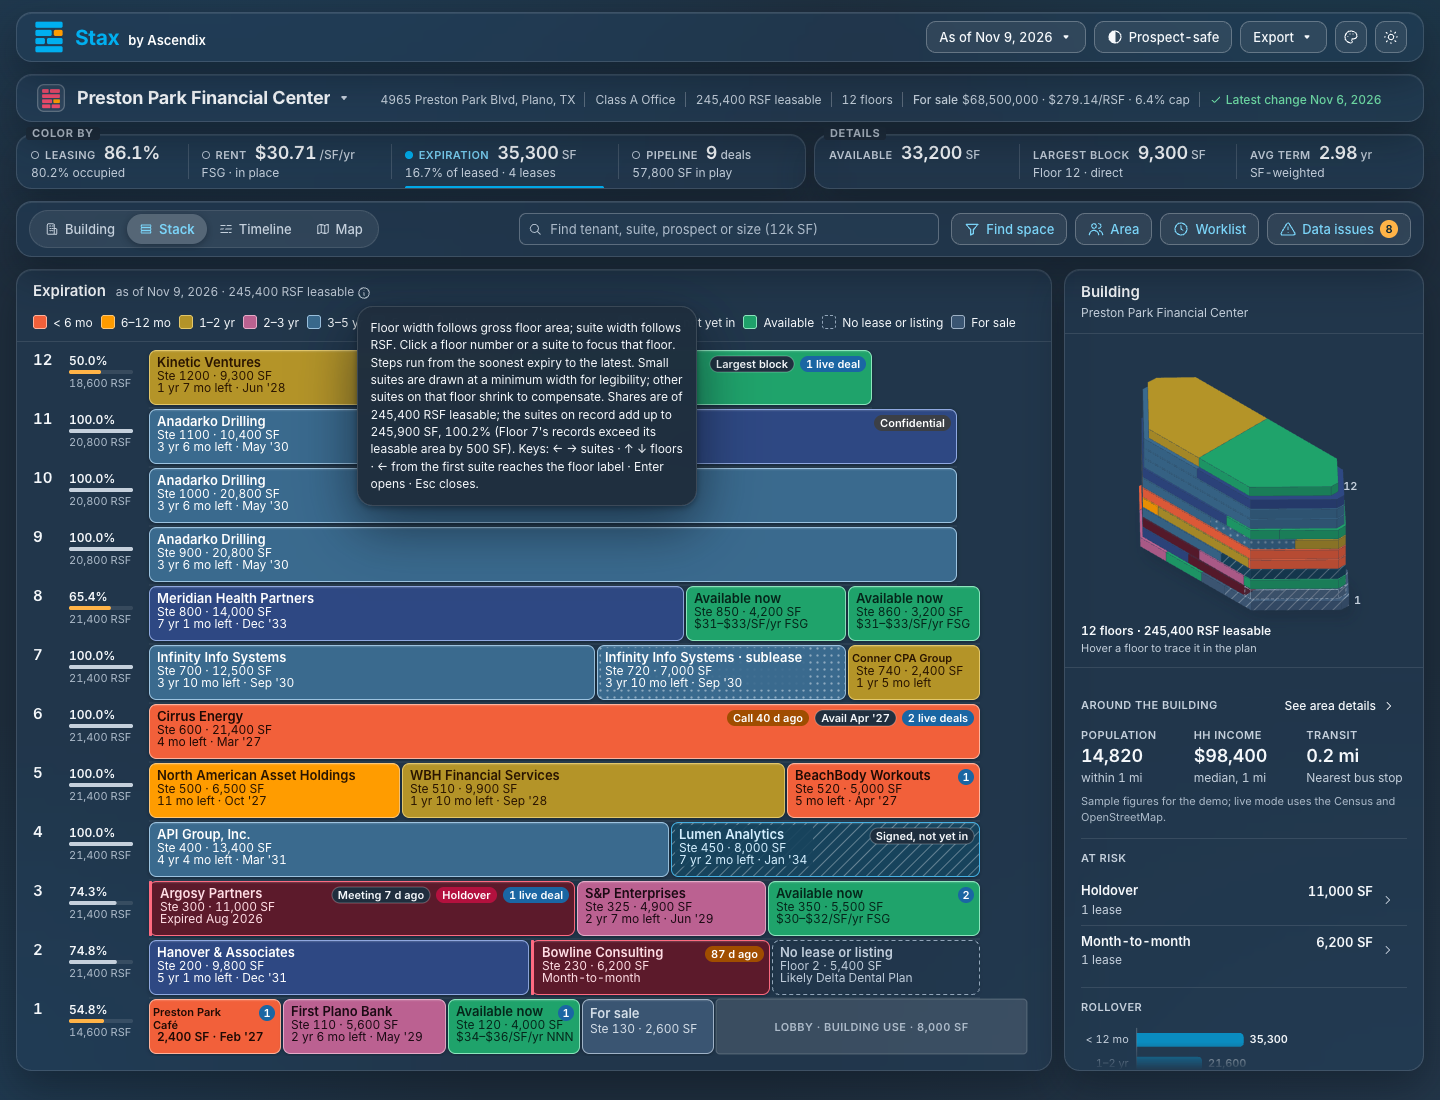 Stax by Ascendix
As of Nov 9, 2026
Prospect-safe
Export
Preston Park Financial Center
4965 Preston Park Blvd, Plano, TX
Class A Office
245,400 RSF leasable
12 floors
For sale $68,500,000 · $279.14/RSF · 6.4% cap
✓ Latest change Nov 6, 2026
COLOR BY
LEASING 86.1%
80.2% occupied
RENT $30.71 /SF/yr
FSG · in place
EXPIRATION 35,300 SF
16.7% of leased · 4 leases
PIPELINE 9 deals
57,800 SF in play
DETAILS
AVAILABLE 33,200 SF
LARGEST BLOCK 9,300 SF
Floor 12 · direct
AVG TERM 2.98 yr
SF-weighted
Building
Stack
Timeline
Map
Find tenant, suite, prospect or size (12k SF)
Find space
Area
Worklist
Data issues 8
Expiration as of Nov 9, 2026 · 245,400 RSF leasable
< 6 mo
6–12 mo
1–2 yr
2–3 yr
3–5 y
t yet in
Available
No lease or listing
For sale
Floor width follows gross floor area; suite width follows
RSF. Click a floor number or a suite to focus that floor.
Steps run from the soonest expiry to the latest. Small
suites are drawn at a minimum width for legibility; other
suites on that floor shrink to compensate. Shares are of
245,400 RSF leasable; the suites on record add up to
245,900 SF, 100.2% (Floor 7's records exceed its
leasable area by 500 SF). Keys: ← → suites · ↑ ↓ floors
· ← from the first suite reaches the floor label · Enter
opens · Esc closes.
12
50.0%
18,600 RSF
Kinetic Ventures
Ste 1200 · 9,300 SF
1 yr 7 mo left · Jun '28
Largest block
1 live deal
11
100.0%
20,800 RSF
Anadarko Drilling
Ste 1100 · 10,400 SF
3 yr 6 mo left · May '30
Confidential
10
100.0%
20,800 RSF
Anadarko Drilling
Ste 1000 · 20,800 SF
3 yr 6 mo left · May '30
9
100.0%
20,800 RSF
Anadarko Drilling
Ste 900 · 20,800 SF
3 yr 6 mo left · May '30
8
65.4%
21,400 RSF
Meridian Health Partners
Ste 800 · 14,000 SF
7 yr 1 mo left · Dec '33
Available now
Ste 850 · 4,200 SF
$31–$33/SF/yr FSG
Available now
Ste 860 · 3,200 SF
$31–$33/SF/yr FSG
7
100.0%
21,400 RSF
Infinity Info Systems
Ste 700 · 12,500 SF
3 yr 10 mo left · Sep '30
Infinity Info Systems · sublease
Ste 720 · 7,000 SF
3 yr 10 mo left · Sep '30
Conner CPA Group
Ste 740 · 2,400 SF
1 yr 5 mo left
6
100.0%
21,400 RSF
Cirrus Energy
Ste 600 · 21,400 SF
4 mo left · Mar '27
Call 40 d ago
Avail Apr '27
2 live deals
5
100.0%
21,400 RSF
North American Asset Holdings
Ste 500 · 6,500 SF
11 mo left · Oct '27
WBH Financial Services
Ste 510 · 9,900 SF
1 yr 10 mo left · Sep '28
BeachBody Workouts 1
Ste 520 · 5,000 SF
5 mo left · Apr '27
4
100.0%
21,400 RSF
API Group, Inc.
Ste 400 · 13,400 SF
4 yr 4 mo left · Mar '31
Lumen Analytics
Ste 450 · 8,000 SF
7 yr 2 mo left · Jan '34
Signed, not yet in
3
74.3%
21,400 RSF
Argosy Partners
Ste 300 · 11,000 SF
Expired Aug 2026
Meeting 7 d ago
Holdover
1 live deal
S&P Enterprises
Ste 325 · 4,900 SF
2 yr 7 mo left · Jun '29
Available now 2
Ste 350 · 5,500 SF
$30–$32/SF/yr FSG
2
74.8%
21,400 RSF
Hanover & Associates
Ste 200 · 9,800 SF
5 yr 1 mo left · Dec '31
Bowline Consulting
Ste 230 · 6,200 SF
Month-to-month
87 d ago
No lease or listing
Floor 2 · 5,400 SF
Likely Delta Dental Plan
1
54.8%
14,600 RSF
Preston Park
Café
2,400 SF · Feb '27
1
First Plano Bank
Ste 110 · 5,600 SF
2 yr 6 mo left · May '29
Available now 1
Ste 120 · 4,000 SF
$34–$36/SF/yr NNN
For sale
Ste 130 · 2,600 SF
LOBBY · BUILDING USE · 8,000 SF
Building
Preston Park Financial Center
12
1
12 floors · 245,400 RSF leasable
Hover a floor to trace it in the plan
AROUND THE BUILDING
See area details
POPULATION
14,820
within 1 mi
HH INCOME
$98,400
median, 1 mi
TRANSIT
0.2 mi
Nearest bus stop
Sample figures for the demo; live mode uses the Census and
OpenStreetMap.
AT RISK
Holdover
1 lease
11,000 SF
Month-to-month
1 lease
6,200 SF
ROLLOVER
< 12 mo 35,300
1–2 yr 21,600